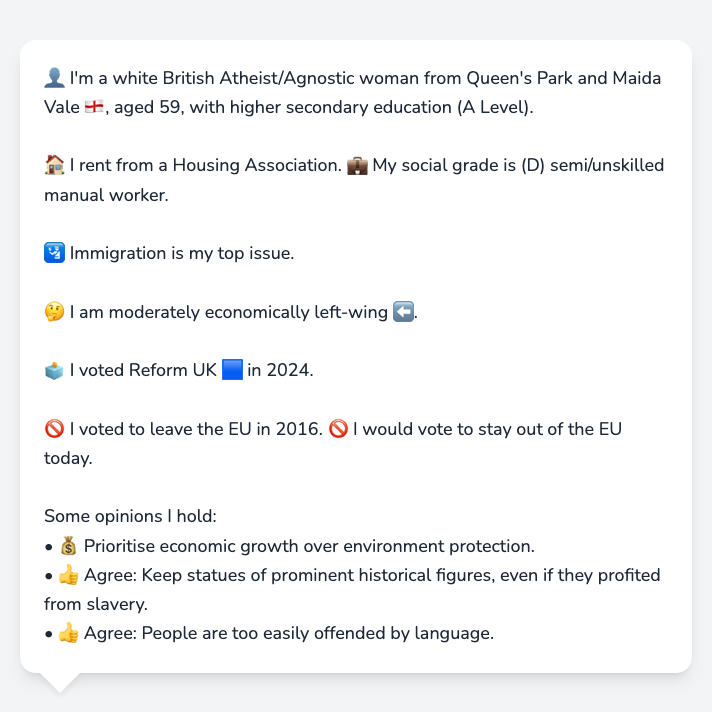 👤 I'm a white British Atheist/Agnostic woman from Queen's Park and Maida
Vale 🏴󠁧󠁢󠁥󠁮󠁧󠁿, aged 59, with higher secondary education (A Level).
🏠 I rent from a Housing Association. 💼 My social grade is (D) semi/unskilled
manual worker.
🛂 Immigration is my top issue.
🤔 I am moderately economically left-wing ⬅️.
🗳️ I voted Reform UK 🟦 in 2024.
🚫 I voted to leave the EU in 2016. 🚫 I would vote to stay out of the EU
today.
Some opinions I hold:
• 💰 Prioritise economic growth over environment protection.
• 👍 Agree: Keep statues of prominent historical figures, even if they profited
from slavery.
• 👍 Agree: People are too easily offended by language.